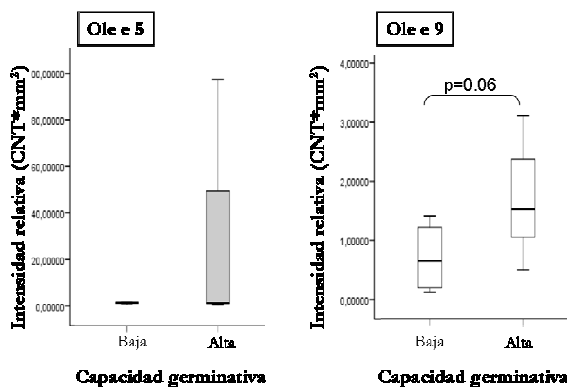 Ole e 5
Intensidad relativa (CNT*mm²)
00,00000
80,00000
60,00000
40,00000
20,00000
0,00000
Baja
Alta
Capacidad germinativa
Ole e 9
Intensidad relativa (CNT*mm²)
4,00000
3,00000
2,00000
1,00000
0,00000
p=0.06
Baja
Alta
Capacidad germinativa